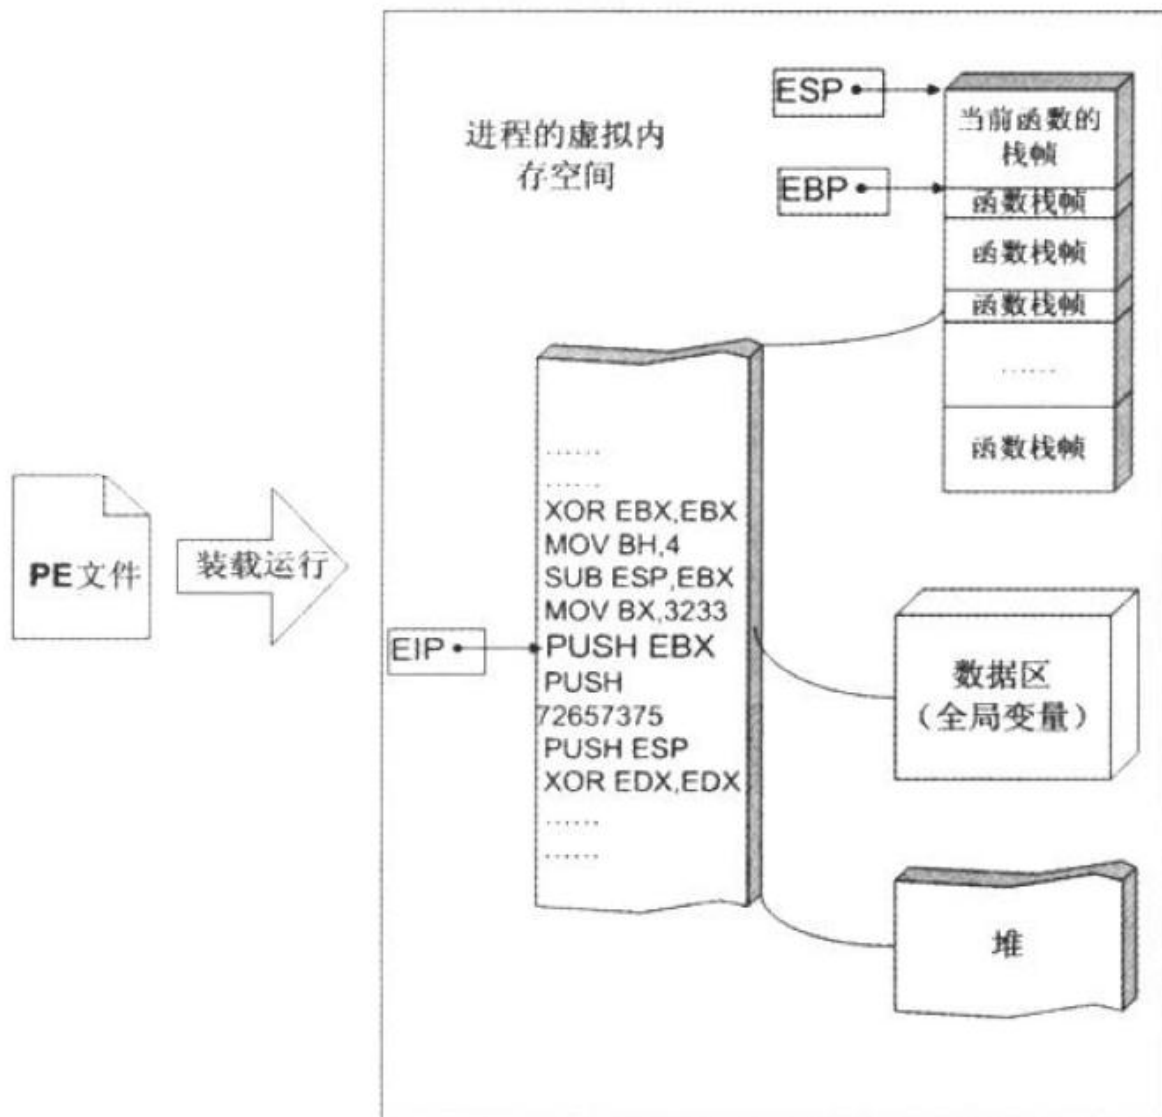 ESP
当前函数的
栈帧
进程的虚拟内
存空间
EBP
函数栈帧
函数栈帧
函数栈帧
......
函数栈帧
......
......
XOR EBX,EBX
MOV BH,4
SUB ESP,EBX
MOV BX,3233
PUSH EBX
PUSH
72657375
PUSH ESP
XOR EDX,EDX
......
......
PE文件
装载运行
EIP
数据区
（全局变量）
堆